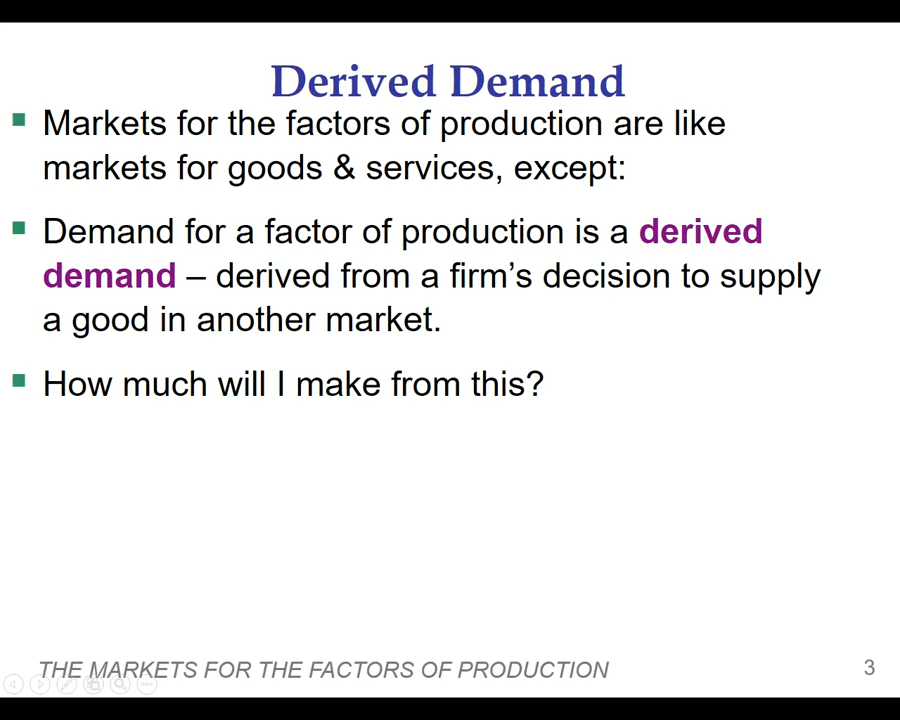 Derived Demand
Markets for the factors of production are like
markets for goods & services, except:
Demand for a factor of production is a derived
demand – derived from a firm’s decision to supply
a good in another market.
How much will I make from this?
THE MARKETS FOR THE FACTORS OF PRODUCTION
3